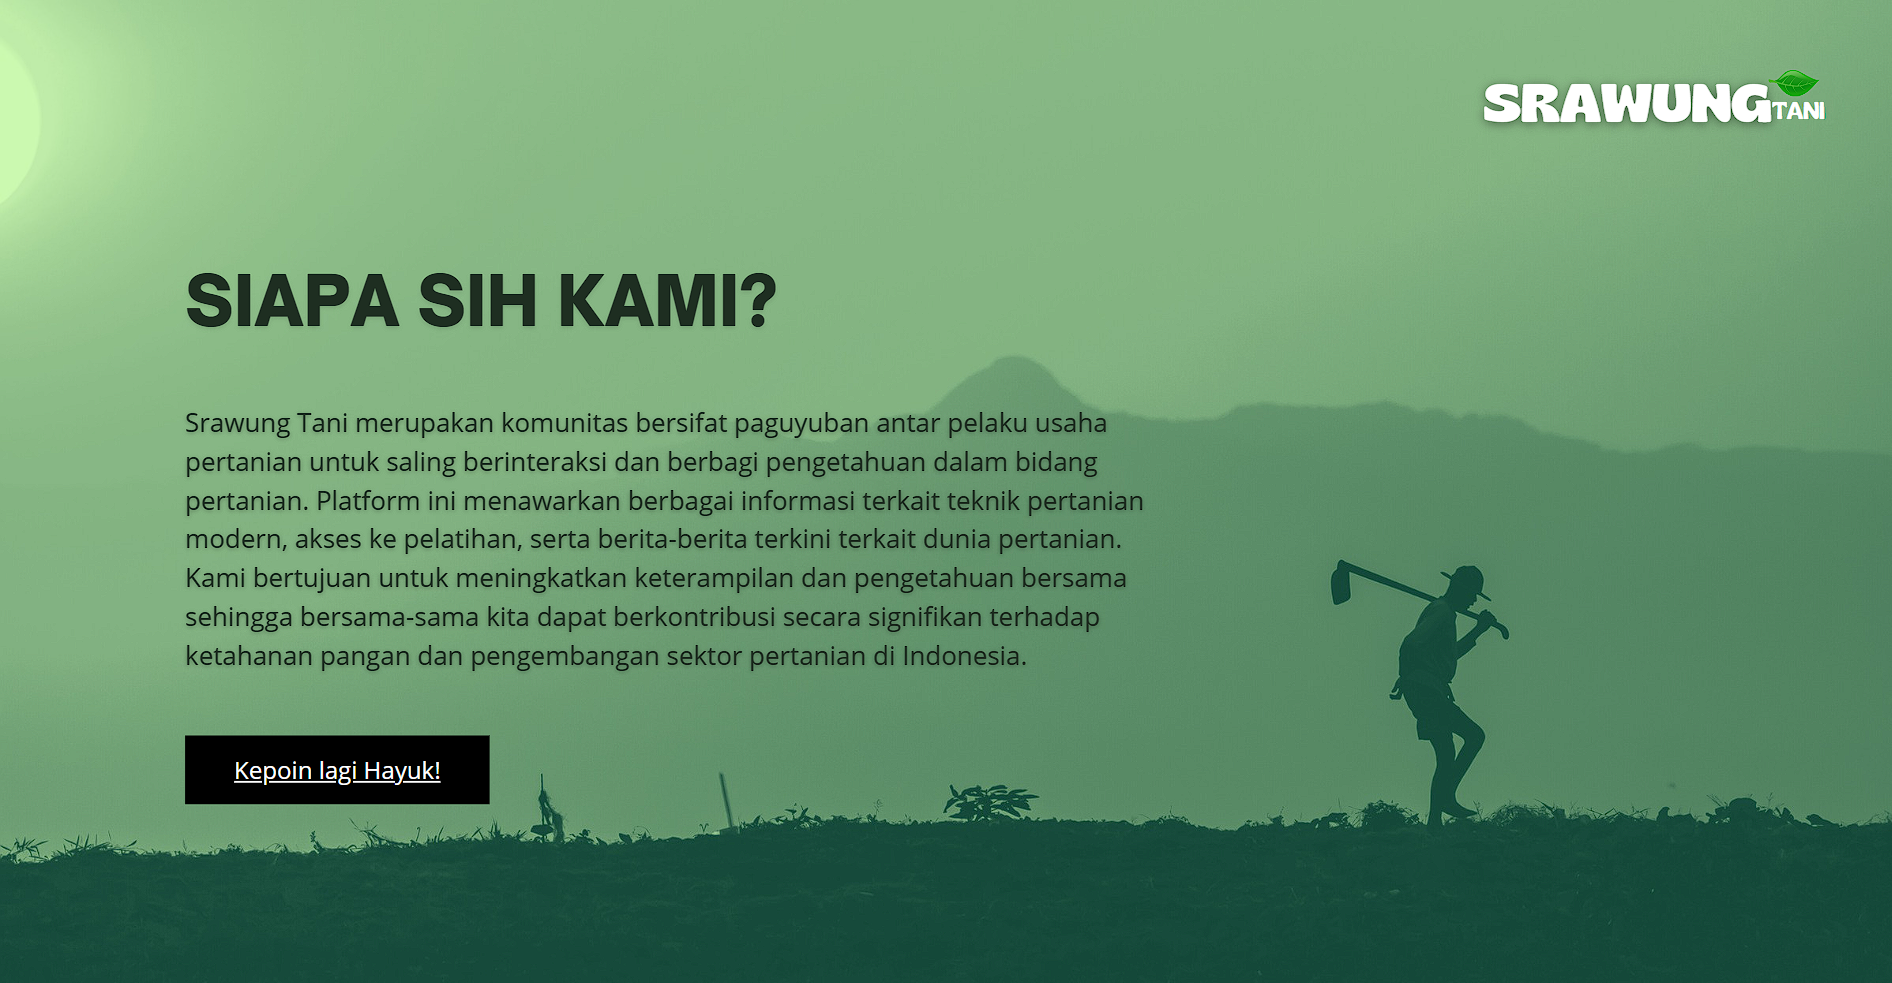 SRAWUNG TANI
SIAPA SIH KAMI?
Srawung Tani merupakan komunitas bersifat paguyuban antar pelaku usaha
pertanian untuk saling berinteraksi dan berbagi pengetahuan dalam bidang
pertanian. Platform ini menawarkan berbagai informasi terkait teknik pertanian
modern, akses ke pelatihan, serta berita-berita terkini terkait dunia pertanian.
Kami bertujuan untuk meningkatkan keterampilan dan pengetahuan bersama
sehingga bersama-sama kita dapat berkontribusi secara signifikan terhadap
ketahanan pangan dan pengembangan sektor pertanian di Indonesia.
Kepoin lagi Hayuk!